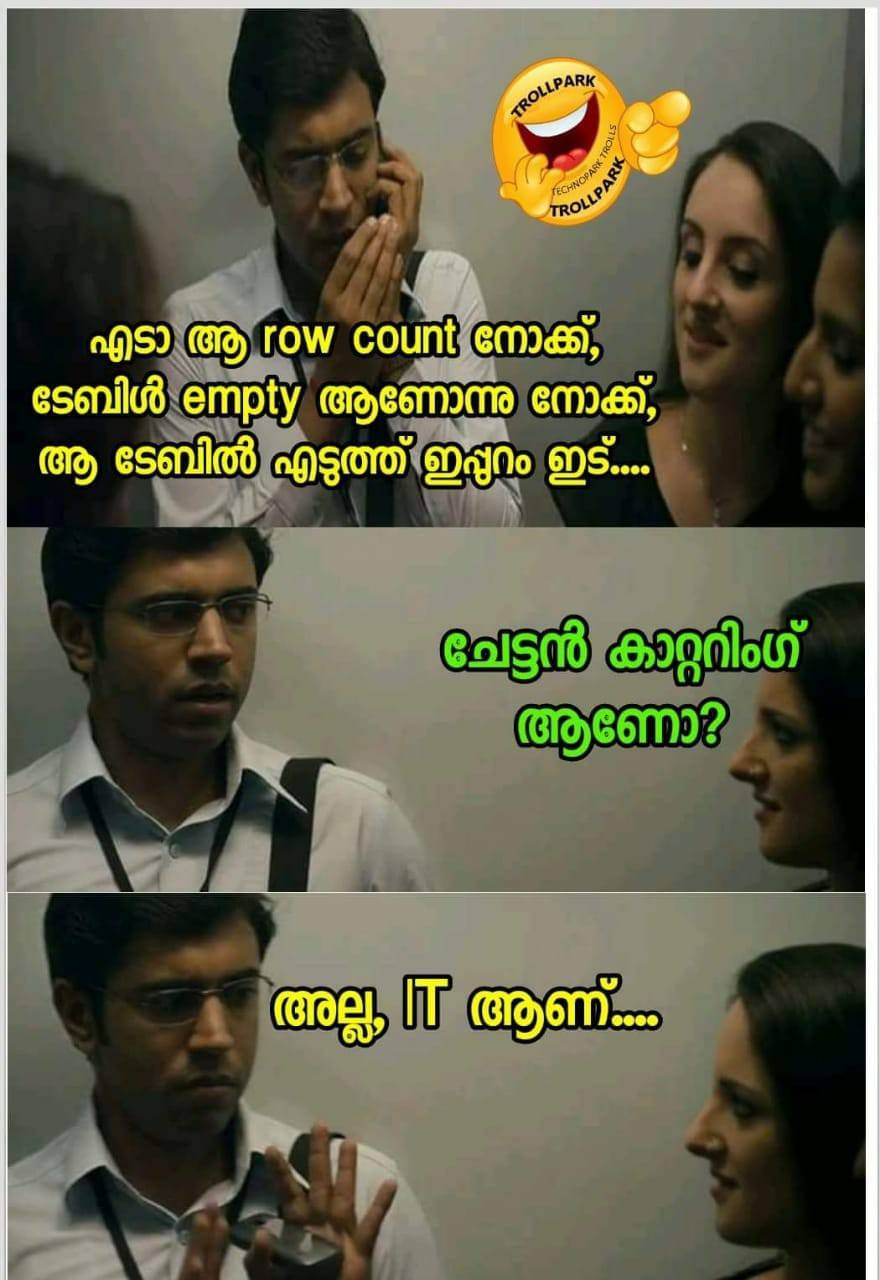 TROLLPARK
TECHNOPARK TROLLS
TROLLPARK
എടാ ആ row count നോക്ക്,
ടേബിൾ empty ആണോന്നു നോക്ക്,
ആ ടേബിൽ എടുത്ത് ഇപ്പുറം ഇട്....
ചേട്ടൻ കാറ്ററിംഗ്
ആണോ?
അല്ല, IT ആണ്....